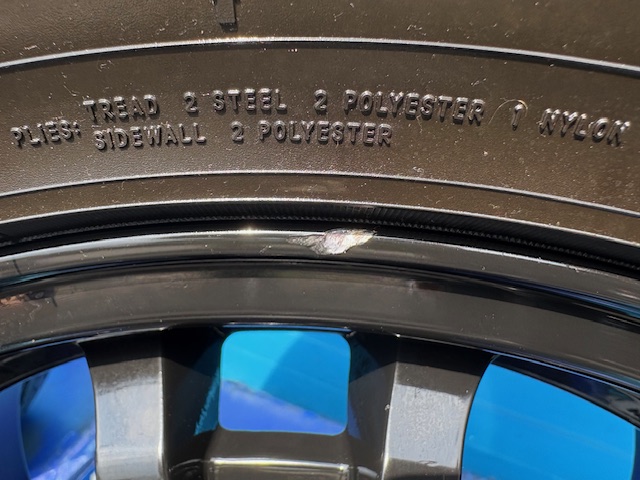 PLIES: TREAD 2 STEEL 2 POLYESTER 1 NYLON
SIDEWALL 2 POLYESTER